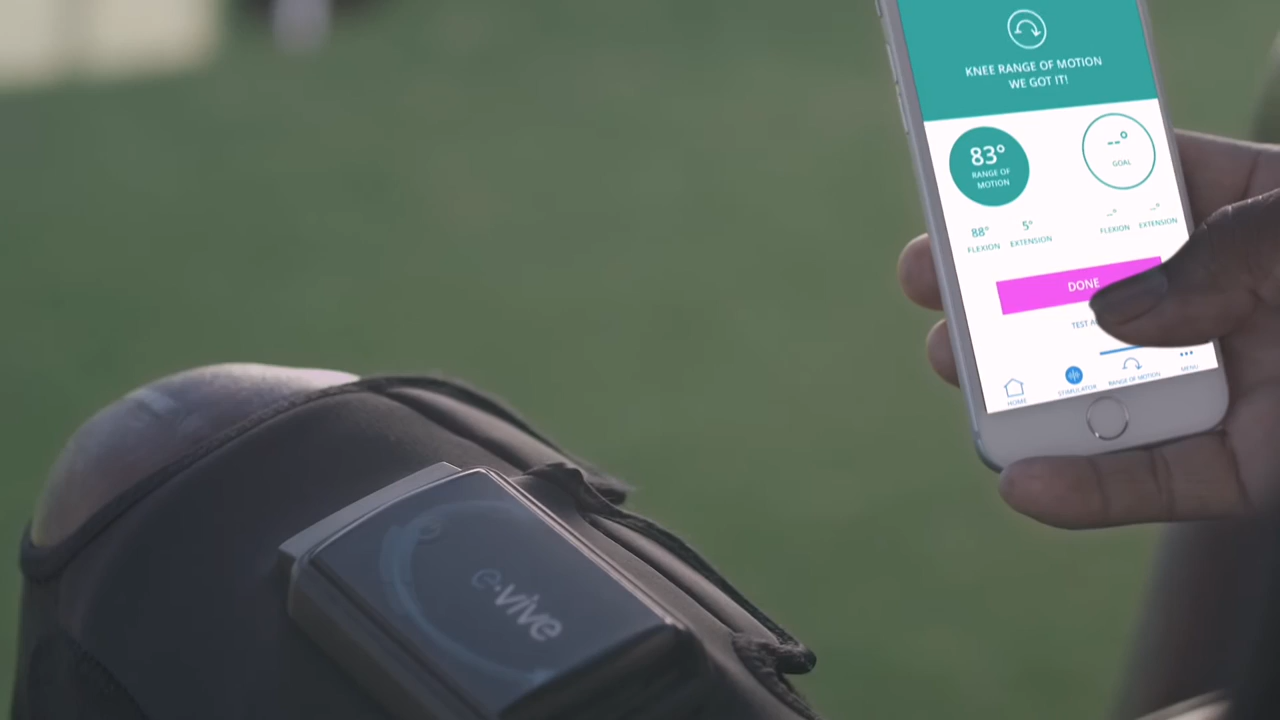 KNEE RANGE OF MOTION
WE GOT IT!
83°
RANGE OF
MOTION
--°
GOAL
88°
FLEXION
5°
EXTENSION
--°
FLEXION
--°
EXTENSION
DONE
TEST
HOME
STIMULATOR
RANGE OF MOTION
MENU
e·vive